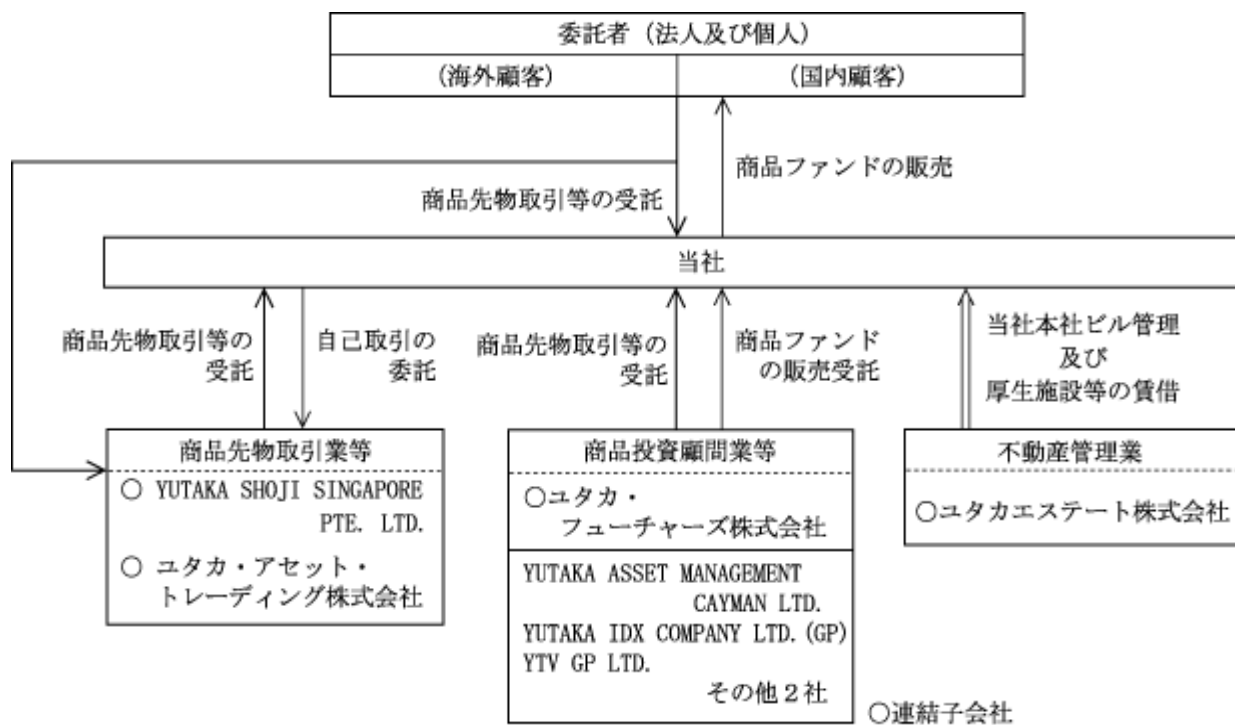 委託者（法人及び個人）
（海外顧客）
（国内顧客）
商品ファンドの販売
商品先物取引等の受託
当社
商品先物取引等の
受託
自己取引の
委託
商品先物取引等の
受託
商品ファンド
の販売受託
当社本社ビル管理
及び
厚生施設等の賃借
商品先物取引業等
○ YUTAKA SHOJI SINGAPORE
PTE. LTD.
○ ユタカ・アセット・
トレーディング株式会社
商品投資顧問業等
○ユタカ・
フューチャーズ株式会社
YUTAKA ASSET MANAGEMENT
CAYMAN LTD.
YUTAKA IDX COMPANY LTD.(GP)
YTV GP LTD.
その他２社
不動産管理業
○ユタカエステート株式会社
○連結子会社